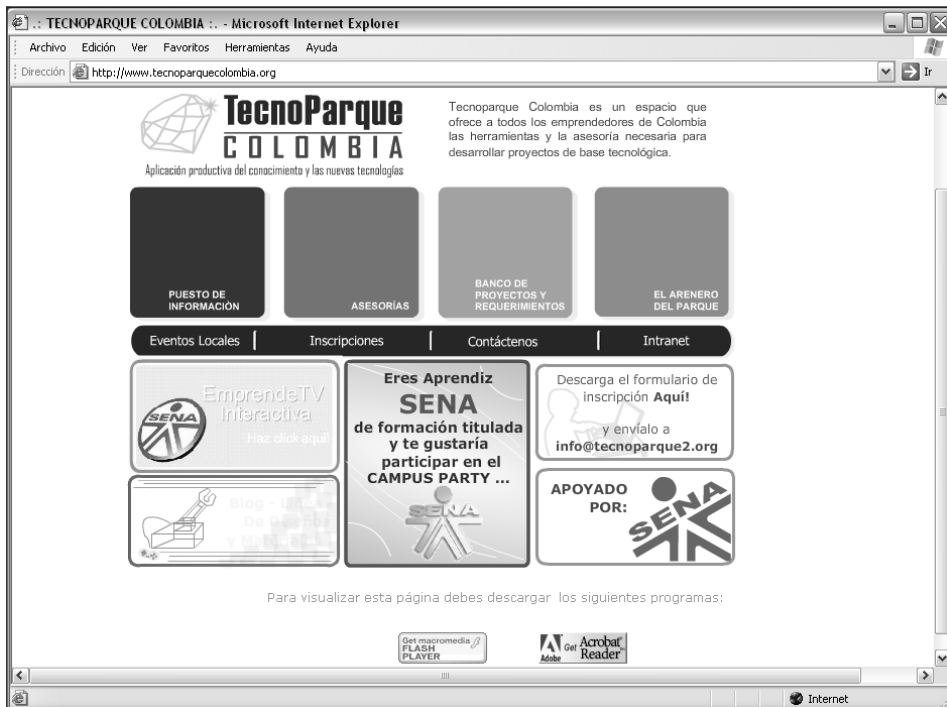 .: TECNOPARQUE COLOMBIA :. - Microsoft Internet Explorer
Archivo Edición Ver Favoritos Herramientas Ayuda
Dirección http://www.tecnoparquecolombia.org Ir
TecnoParque
COLOMBIA
Aplicación productiva del conocimiento y las nuevas tecnologías
Tecnoparque Colombia es un espacio que
ofrece a todos los emprendedores de Colombia
las herramientas y la asesoría necesaria para
desarrollar proyectos de base tecnológica.
PUESTO DE
INFORMACIÓN
ASESORÍAS
BANCO DE
PROYECTOS Y
REQUERIMIENTOS
EL ARENERO
DEL PARQUE
Eventos Locales Inscripciones Contáctenos Intranet
SENA
EmprendeTV
Interactiva
Haz click aquí!
Blog - Línea
De Diseño
y Mat
Eres Aprendiz
SENA
de formación titulada
y te gustaría
participar en el
CAMPUS PARTY ...
SENA
Descarga el formulario de
inscripción Aquí!
y envíalo a
info@tecnoparque2.org
APOYADO
POR:
SENA
Para visualizar esta página debes descargar los siguientes programas:
Get macromedia
FLASH
PLAYER
Adobe
Get Acrobat
Reader
Internet